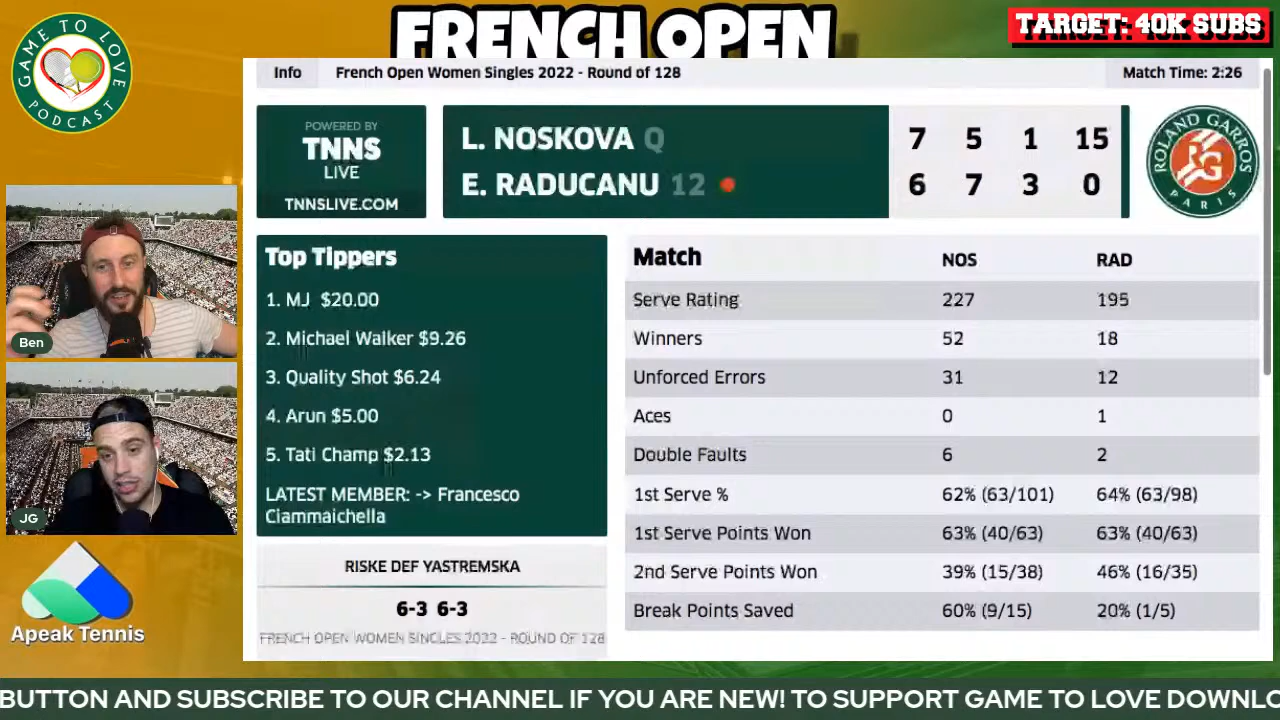 GAME TO LOVE
PODCAST
FRENCH OPEN
TARGET: 40K SUBS
Info
French Open Women Singles 2022 - Round of 128
Match Time: 2:26
POWERED BY
TNNS
LIVE
TNNSLIVE.COM
L. NOSKOVA Q 7 5 1 15
E. RADUCANU 12 6 7 3 0
ROLAND GARROS
PARIS
Ben
JG
Apeak Tennis
Top Tippers
1. MJ $20.00
2. Michael Walker $9.26
3. Quality Shot $6.24
4. Arun $5.00
5. Tati Champ $2.13
LATEST MEMBER: -> Francesco
Ciammaichella
RISKE DEF YASTREMSKA
6-3 6-3
FRENCH OPEN WOMEN SINGLES 2022 - ROUND OF 128
Match NOS RAD
Serve Rating 227 195
Winners 52 18
Unforced Errors 31 12
Aces 0 1
Double Faults 6 2
1st Serve % 62% (63/101) 64% (63/98)
1st Serve Points Won 63% (40/63) 63% (40/63)
2nd Serve Points Won 39% (15/38) 46% (16/35)
Break Points Saved 60% (9/15) 20% (1/5)
BUTTON AND SUBSCRIBE TO OUR CHANNEL IF YOU ARE NEW! TO SUPPORT GAME TO LOVE DOWNLO